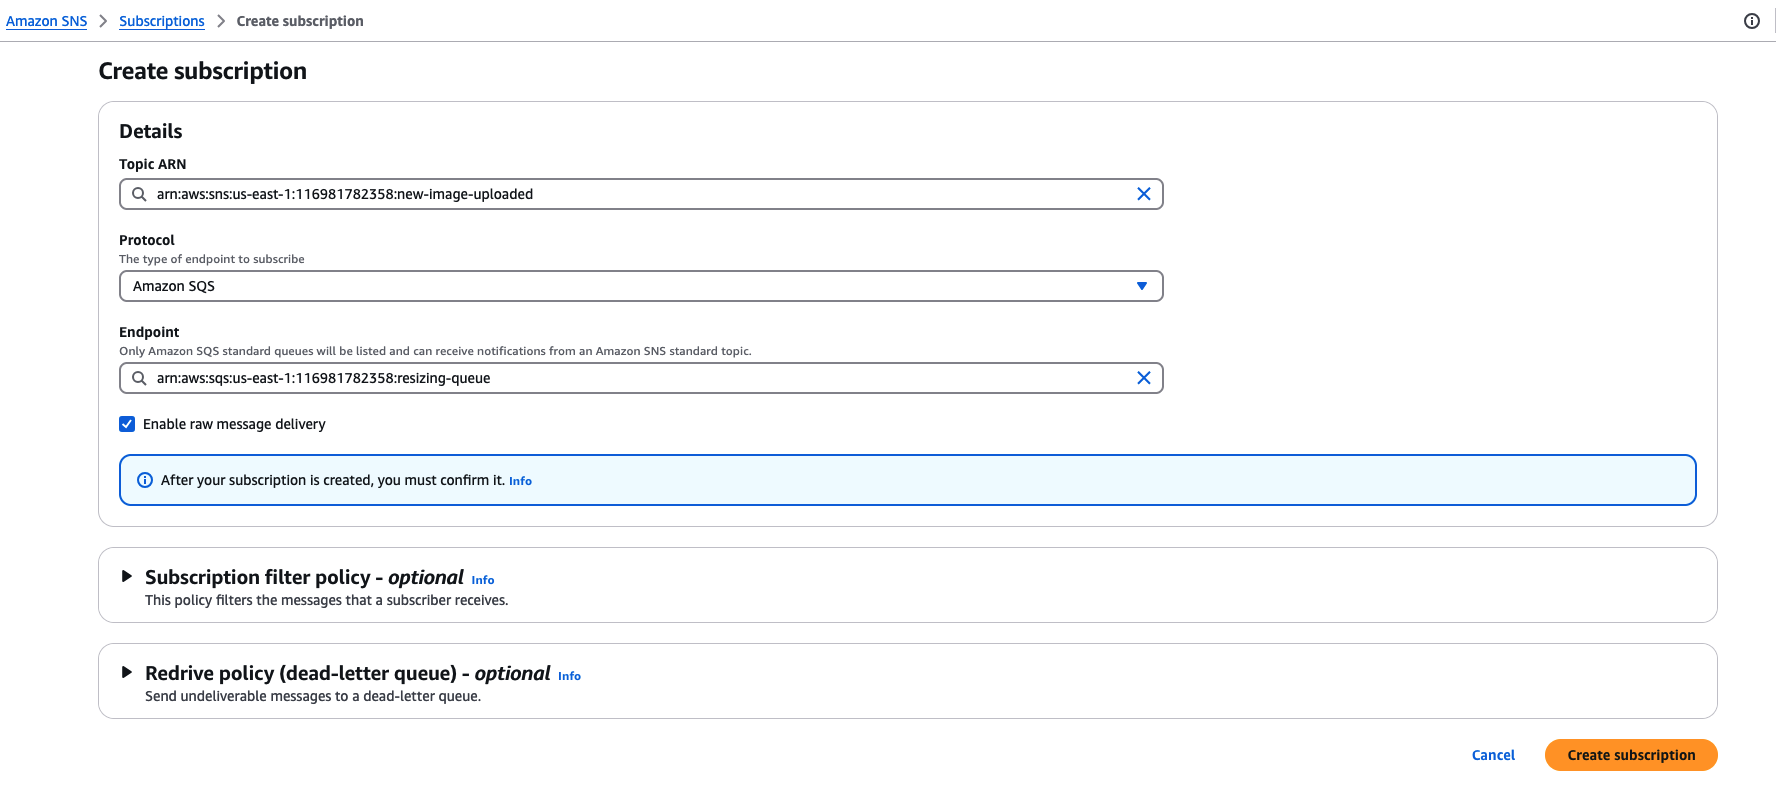 Amazon SNS > Subscriptions > Create subscription
Create subscription
Details
Topic ARN
arn:aws:sns:us-east-1:116981782358:new-image-uploaded
Protocol
The type of endpoint to subscribe
Amazon SQS
Endpoint
Only Amazon SQS standard queues will be listed and can receive notifications from an Amazon SNS standard topic.
arn:aws:sqs:us-east-1:116981782358:resizing-queue
Enable raw message delivery
After your subscription is created, you must confirm it. Info
Subscription filter policy - optional Info
This policy filters the messages that a subscriber receives.
Redrive policy (dead-letter queue) - optional Info
Send undeliverable messages to a dead-letter queue.
Cancel Create subscription